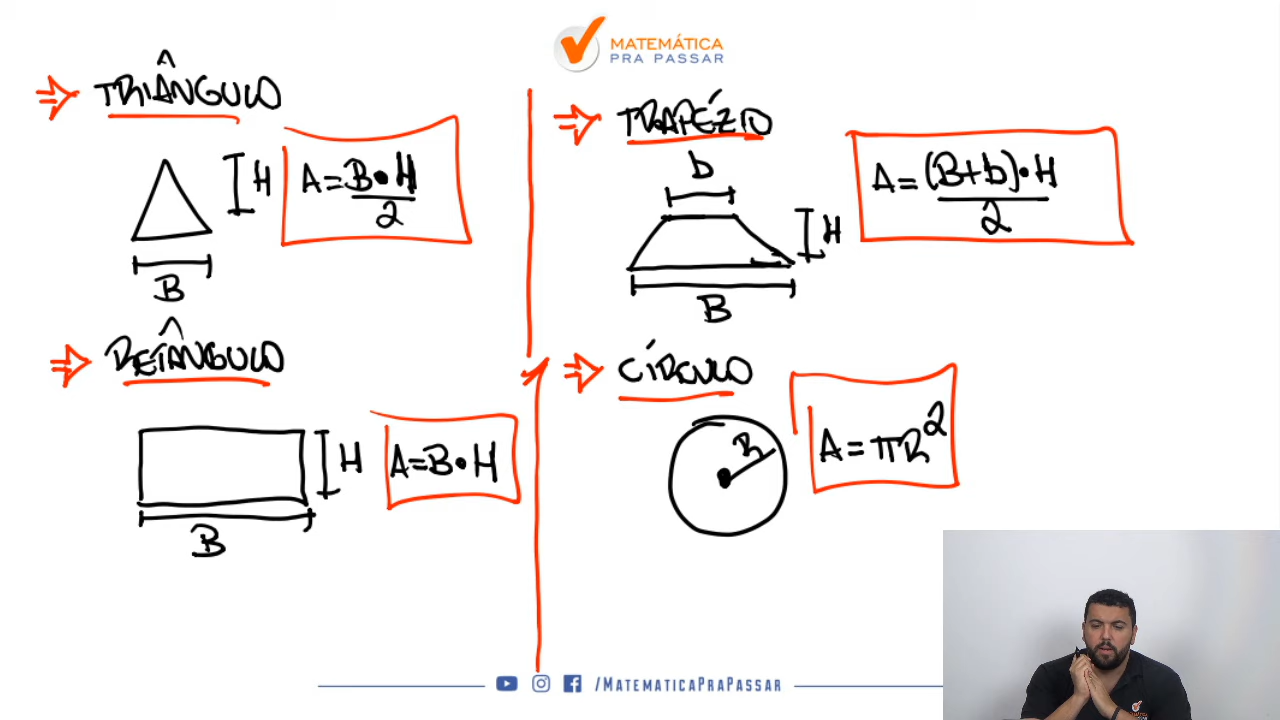 MATEMÁTICA
PRA PASSAR
⇒ TRIÂNGULO
H
A = B • H / 2
B
⇒ RETÂNGULO
H
A = B • H
B
⇒ TRAPÉZIO
b
H
A = (B + b) • H / 2
B
⇒ CÍRCULO
R
A = πR²
/MATEMATICAPRAPASSAR